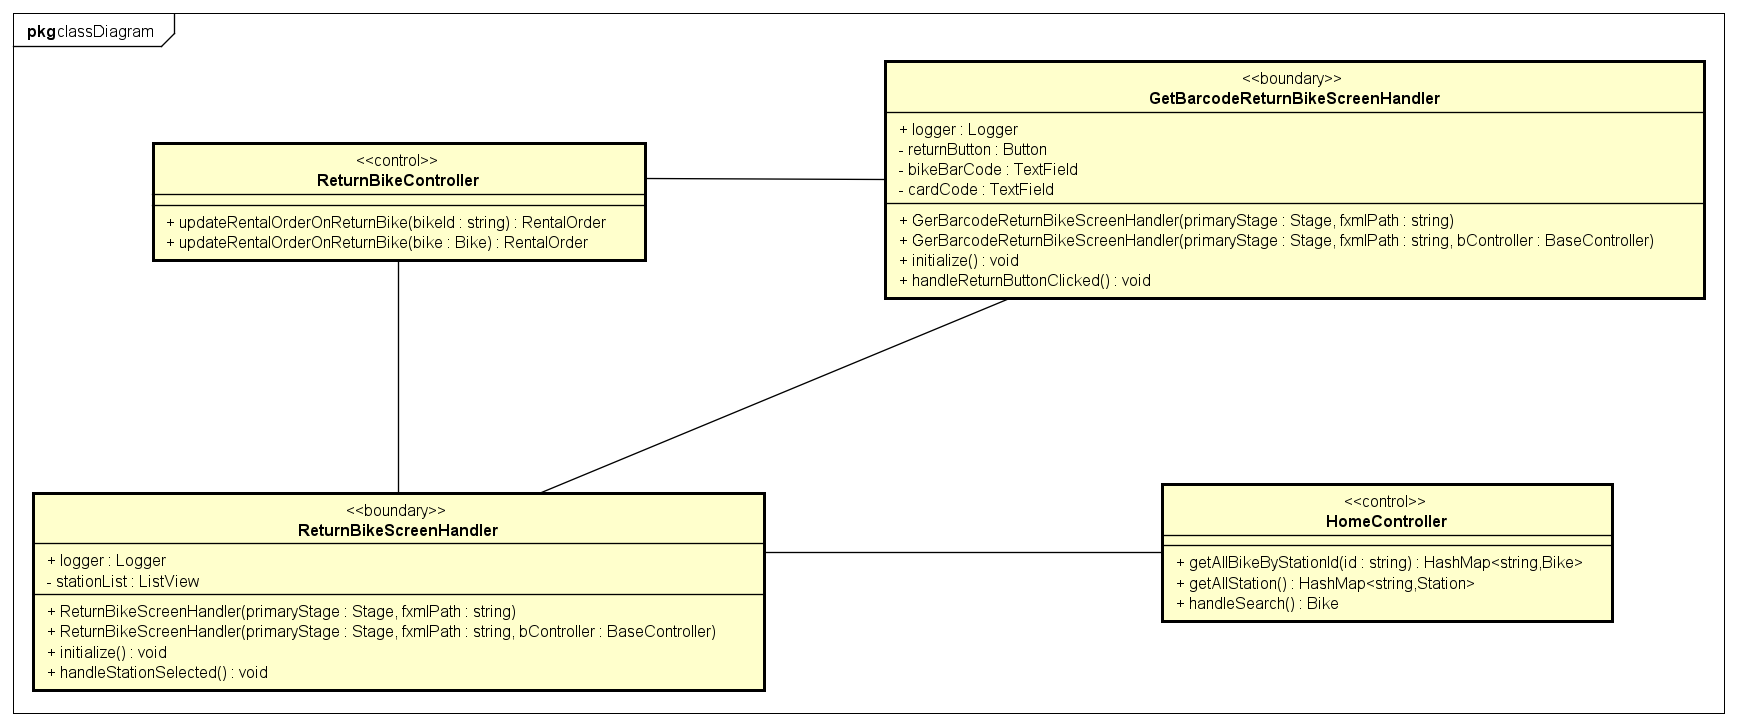 pkg classDiagram
<<boundary>>
GetBarcodeReturnBikeScreenHandler
+ logger : Logger
- returnButton : Button
- bikeBarCode : TextField
- cardCode : TextField
+ GerBarcodeReturnBikeScreenHandler(primaryStage : Stage, fxmlPath : string)
+ GerBarcodeReturnBikeScreenHandler(primaryStage : Stage, fxmlPath : string, bController : BaseController)
+ initialize() : void
+ handleReturnButtonClicked() : void
<<control>>
ReturnBikeController
+ updateRentalOrderOnReturnBike(bikeId : string) : RentalOrder
+ updateRentalOrderOnReturnBike(bike : Bike) : RentalOrder
<<boundary>>
ReturnBikeScreenHandler
+ logger : Logger
- stationList : ListView
+ ReturnBikeScreenHandler(primaryStage : Stage, fxmlPath : string)
+ ReturnBikeScreenHandler(primaryStage : Stage, fxmlPath : string, bController : BaseController)
+ initialize() : void
+ handleStationSelected() : void
<<control>>
HomeController
+ getAllBikeByStationId(id : string) : HashMap<string,Bike>
+ getAllStation() : HashMap<string,Station>
+ handleSearch() : Bike